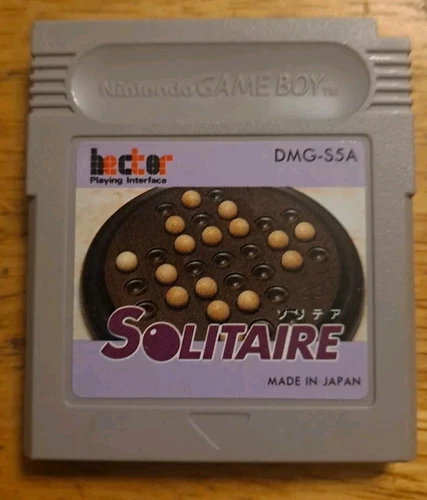 Nintendo GAME BOY™
hector
Playing Interface
DMG-S5A
ソリテア
SOLITAIRE
MADE IN JAPAN